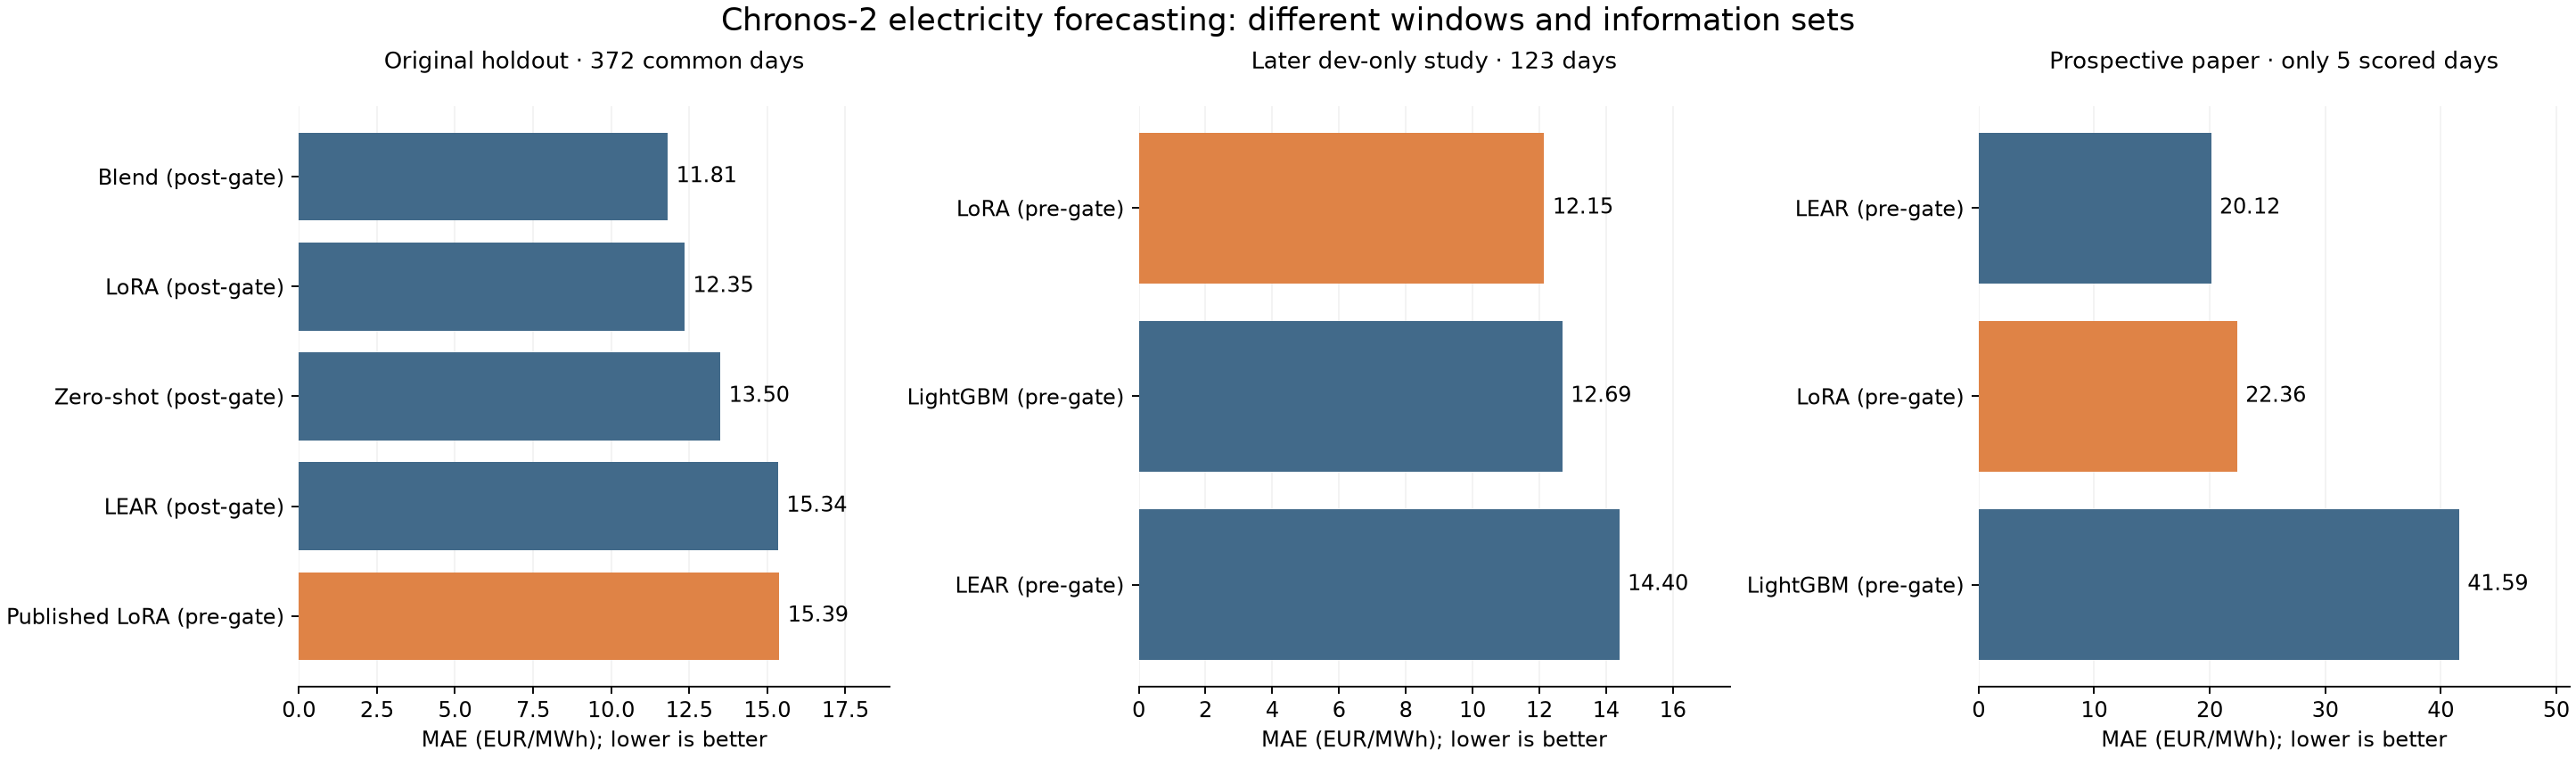 Chronos-2 electricity forecasting: different windows and information sets
Original holdout · 372 common days
Blend (post-gate)
11.81
LoRA (post-gate)
12.35
Zero-shot (post-gate)
13.50
LEAR (post-gate)
15.34
Published LoRA (pre-gate)
15.39
0.0 2.5 5.0 7.5 10.0 12.5 15.0 17.5
MAE (EUR/MWh); lower is better
Later dev-only study · 123 days
LoRA (pre-gate)
12.15
LightGBM (pre-gate)
12.69
LEAR (pre-gate)
14.40
0 2 4 6 8 10 12 14 16
MAE (EUR/MWh); lower is better
Prospective paper · only 5 scored days
LEAR (pre-gate)
20.12
LoRA (pre-gate)
22.36
LightGBM (pre-gate)
41.59
0 10 20 30 40 50
MAE (EUR/MWh); lower is better